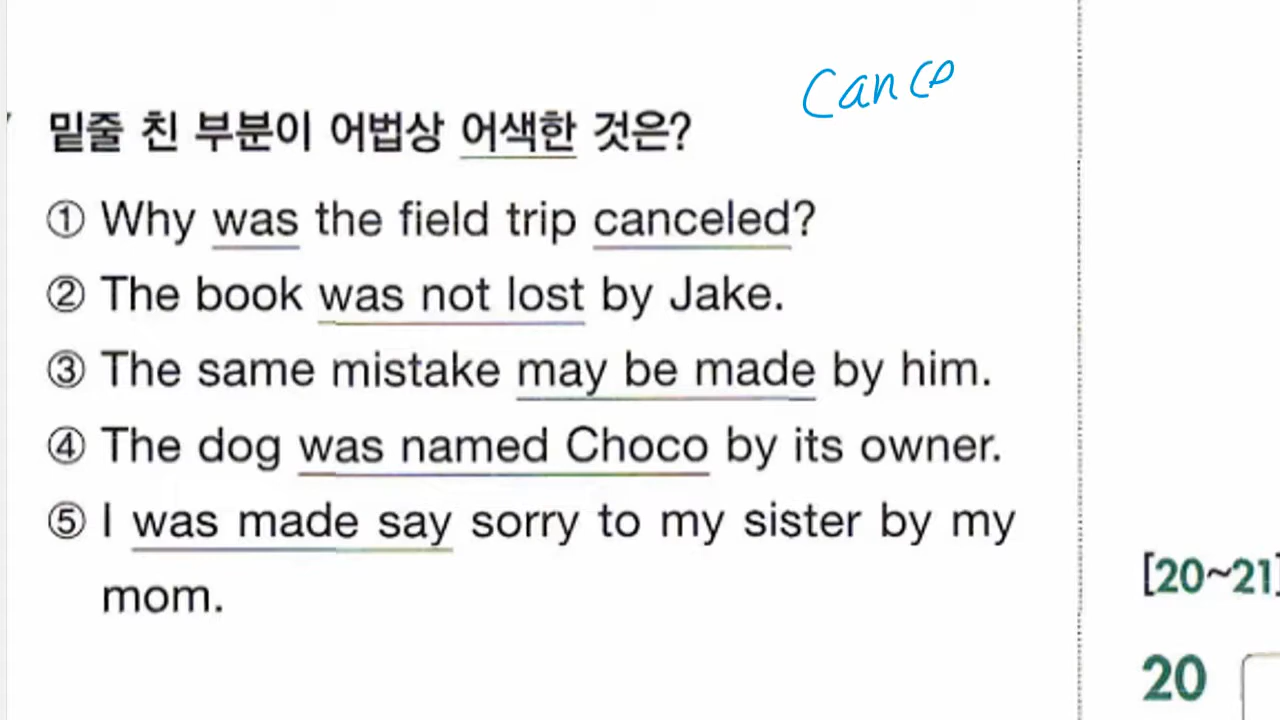 Cance
밑줄 친 부분이 어법상 어색한 것은?
① Why was the field trip canceled?
② The book was not lost by Jake.
③ The same mistake may be made by him.
④ The dog was named Choco by its owner.
⑤ I was made say sorry to my sister by my
mom.
[20~21]
20